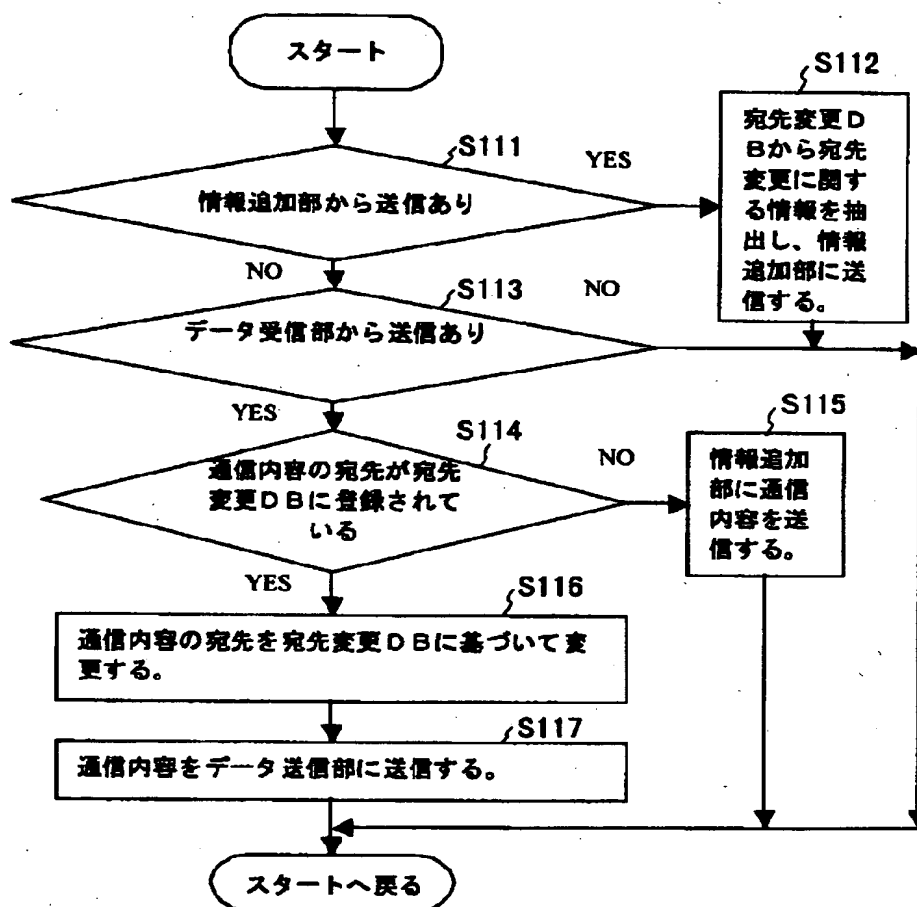 スタート
S111
YES
情報追加部から送信あり
S112
宛先変更D
Bから宛先
変更に関す
る情報を抽
出し、情報
追加部に送
信する。
NO
S113
NO
データ受信部から送信あり
YES
S114
NO
通信内容の宛先が宛先
変更DBに登録されて
いる
S115
情報追加
部に通信
内容を送
信する。
YES
S116
通信内容の宛先を宛先変更DBに基づいて変
更する。
S117
通信内容をデータ送信部に送信する。
スタートへ戻る